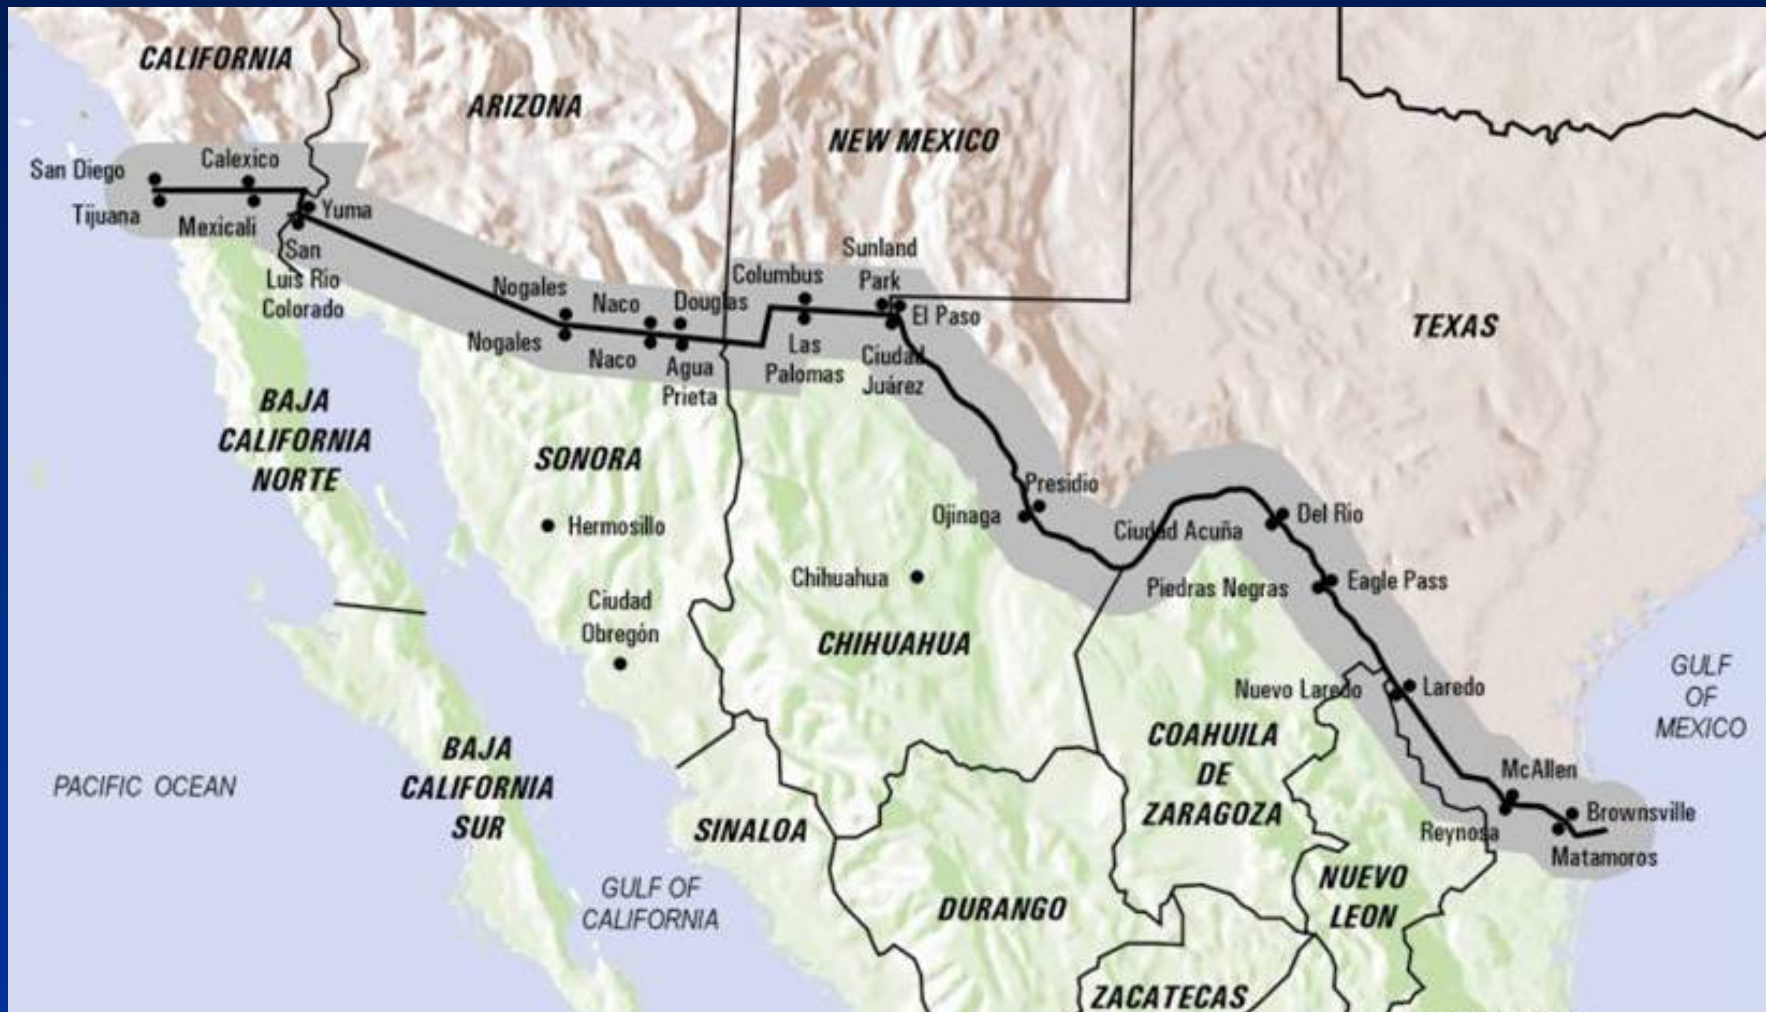 CALIFORNIA
ARIZONA
NEW MEXICO
San Diego
Calexico
Tijuana
Mexicali
Yuma
San
Luis Rio
Colorado
Nogales
Naco
Douglas
Columbus
Sunland
Park
El Paso
TEXAS
Nogales
Naco
Agua
Prieta
Las
Palomas
Ciudad
Juárez
BAJA
CALIFORNIA
NORTE
SONORA
Hermosillo
Ciudad
Obregón
Chihuahua
CHIHUAHUA
Ojinaga
Presidio
Ciudad Acuña
Del Rio
Piedras Negras
Eagle Pass
Nuevo Laredo
Laredo
GULF
OF
MEXICO
COAHUILA
DE
ZARAGOZA
McAllen
Brownsville
Reynosa
Matamoros
PACIFIC OCEAN
BAJA
CALIFORNIA
SUR
SINALOA
GULF OF
CALIFORNIA
DURANGO
NUEVO
LEON
ZACATECAS